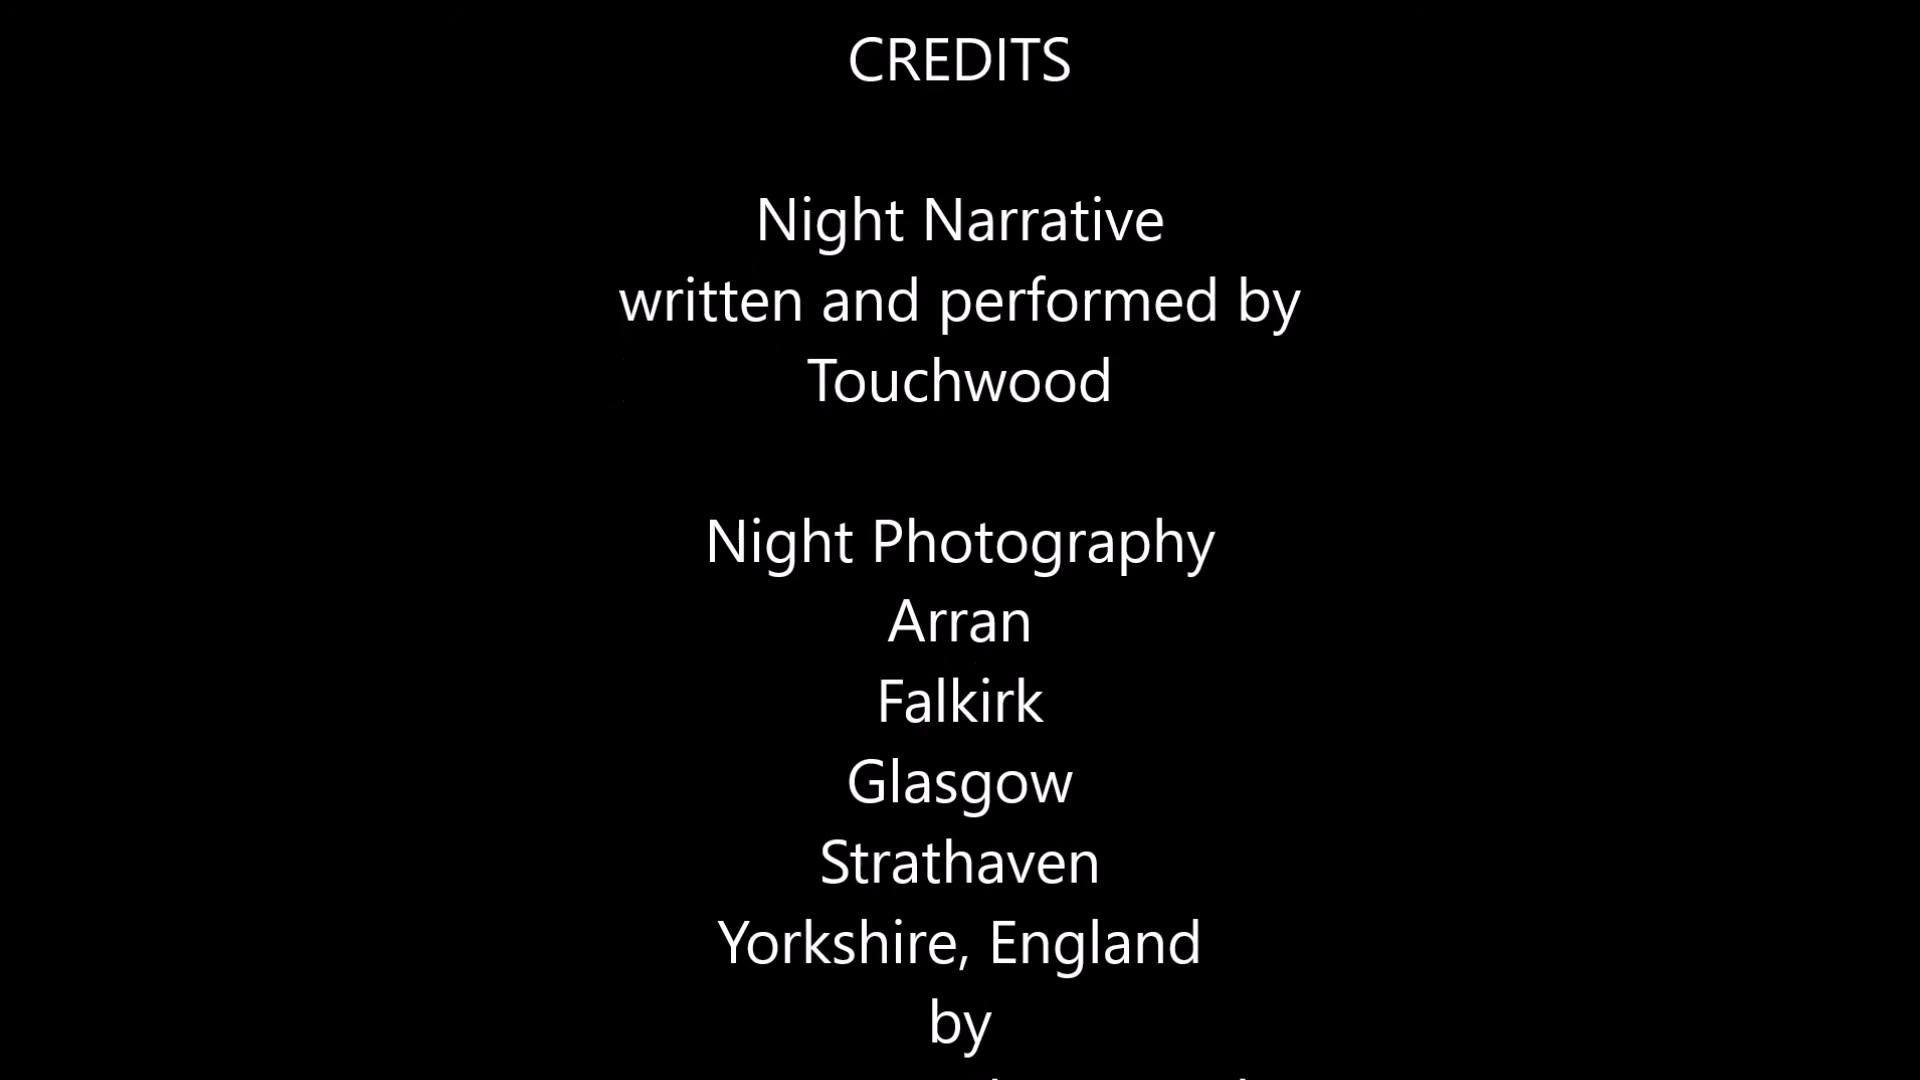 CREDITS
Night Narrative
written and performed by
Touchwood
Night Photography
Arran
Falkirk
Glasgow
Strathaven
Yorkshire, England
by